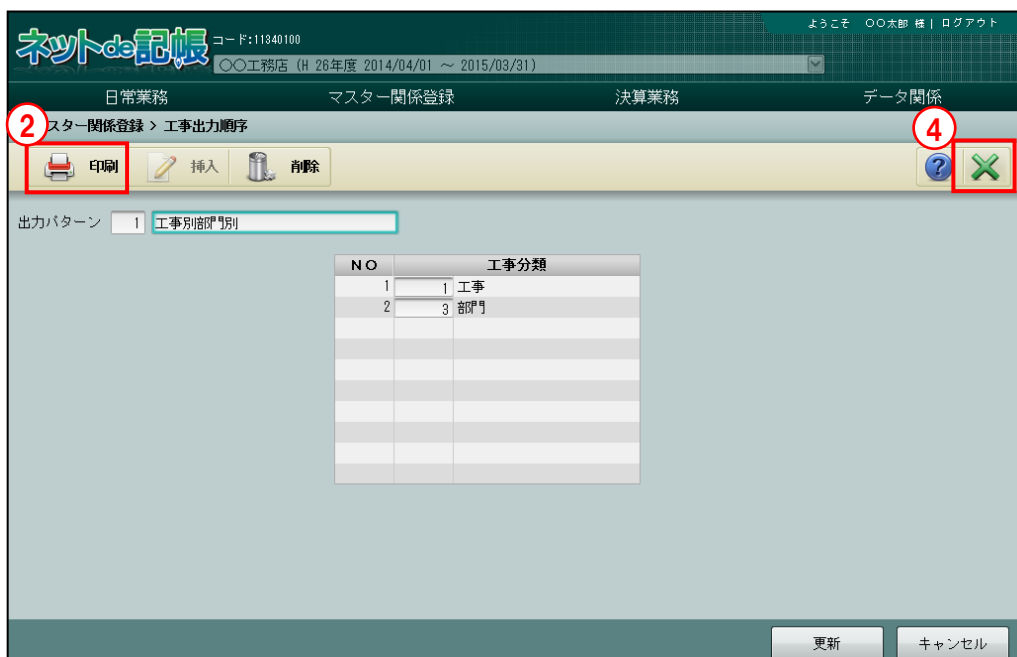 ようこそ 〇〇太郎 様 | ログアウト
ネットde記帳 コード:11340100
〇〇工務店 (H 26年度 2014/04/01 ～ 2015/03/31)
日常業務 マスター関係登録 決算業務 データ関係
② スター関係登録 > 工事出力順序 ④
印刷 挿入 削除 ?
出力パターン 1 工事別部門別
NO 工事分類
1 1 工事
2 3 部門
更新 キャンセル